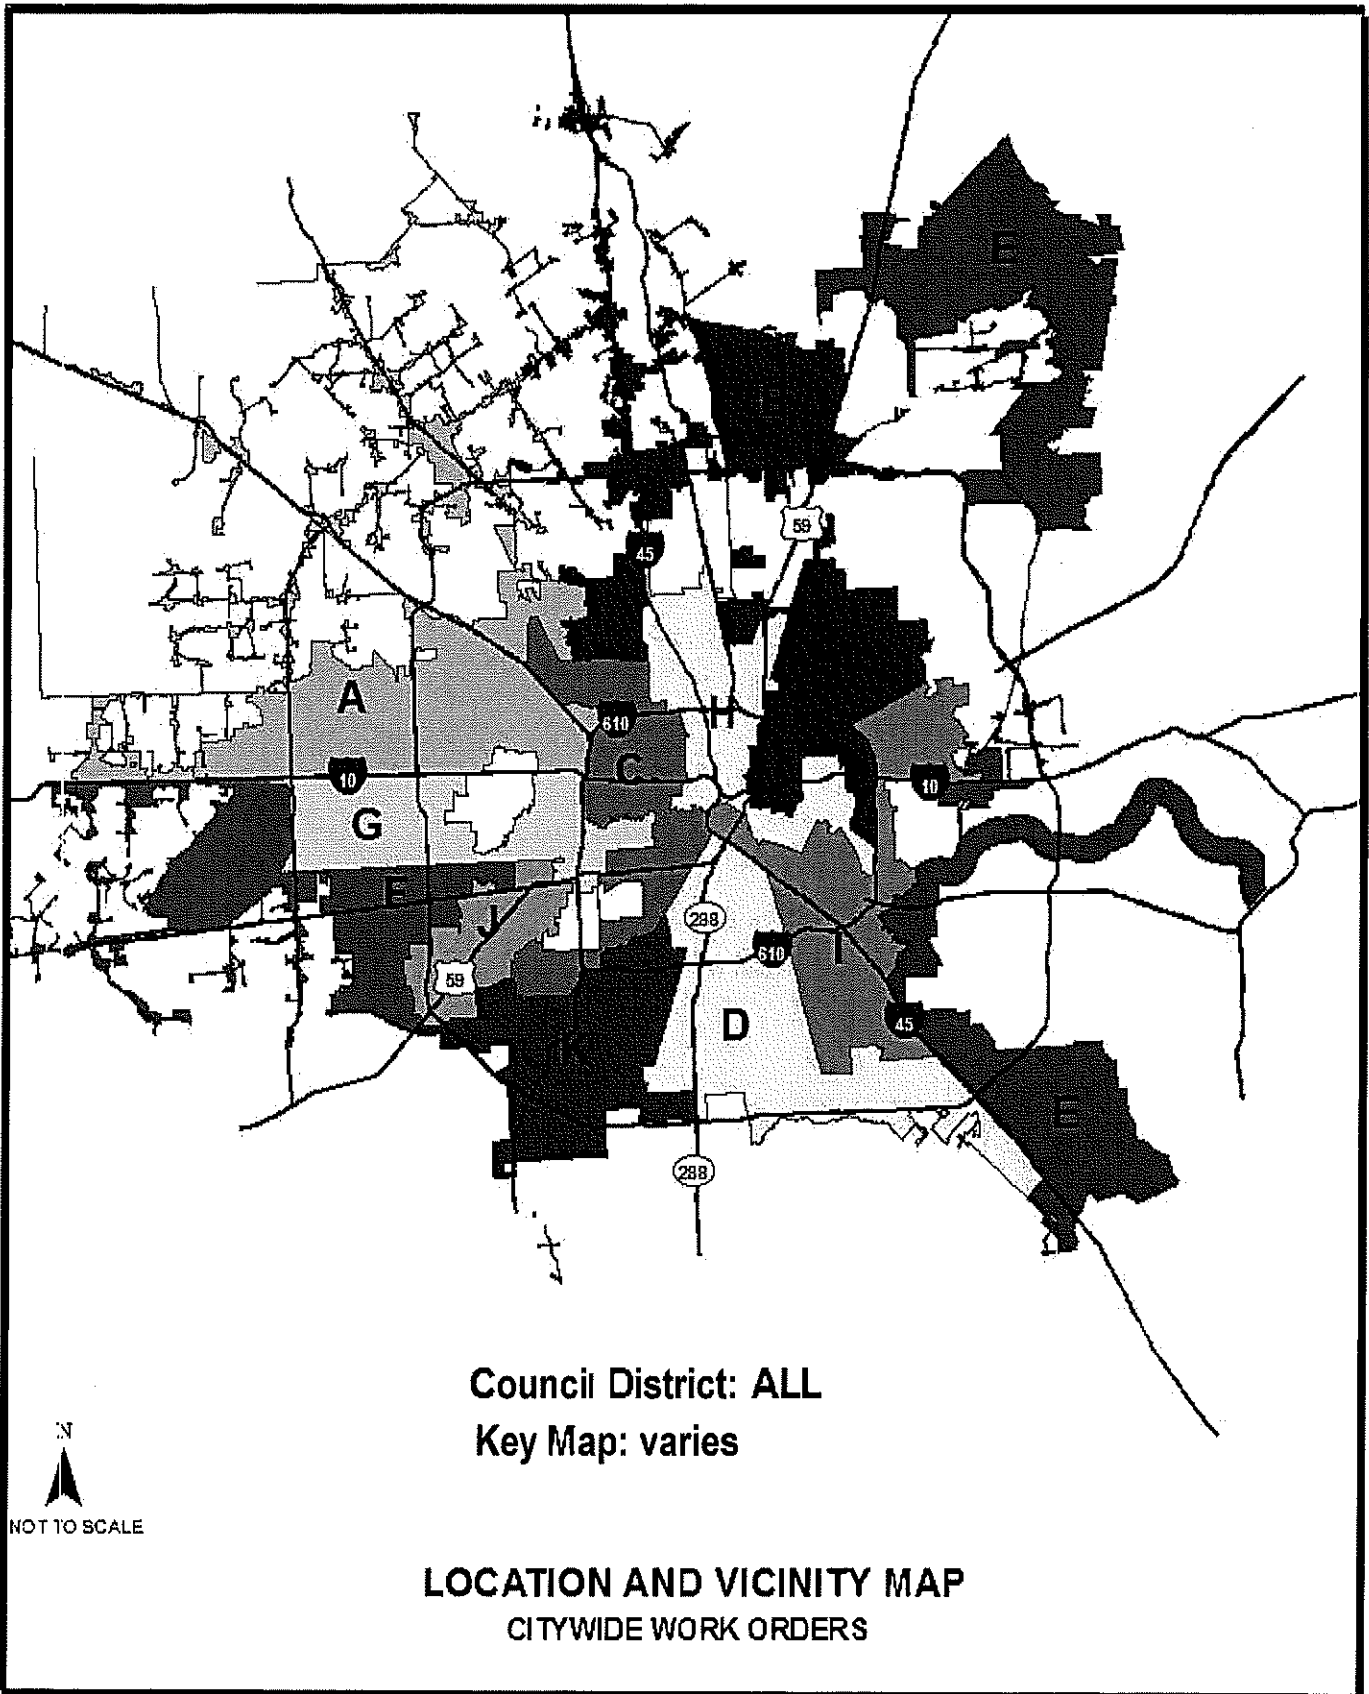 E
B
59
45
A
610
H
C
10
10
G
F
J
288
59
610
I
D
45
K
E
288
Council District: ALL
Key Map: varies
N
NOT TO SCALE
LOCATION AND VICINITY MAP
CITYWIDE WORK ORDERS